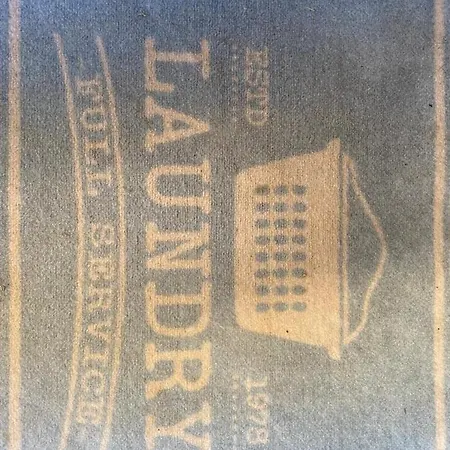 ESTD 1978
LAUNDRY
FULL SERVICE